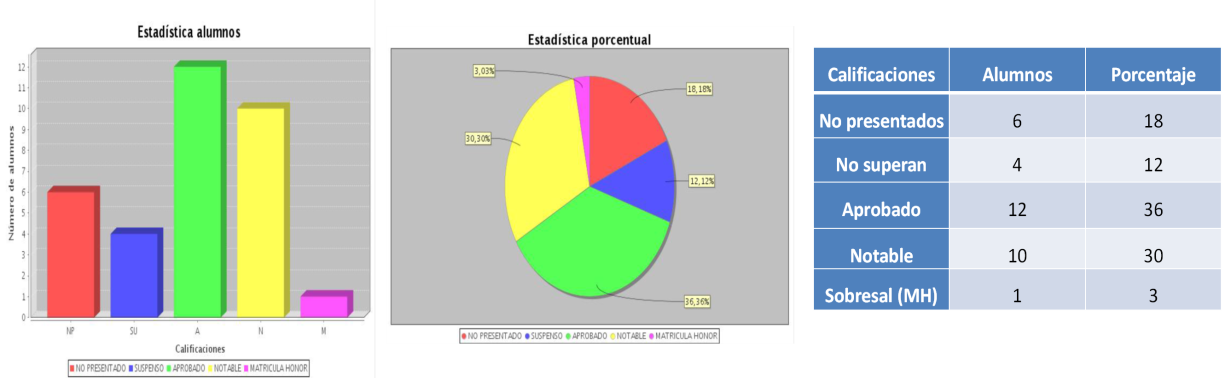 Estadística alumnos
Número de alumnos
12
11
10
9
8
7
6
5
4
3
2
1
0
NP SU A N M
Calificaciones
NO PRESENTADO SUSPENSO APROBADO NOTABLE MATRICULA HONOR
Estadística porcentual
3,03%
18,18%
30,30%
12,12%
36,36%
NO PRESENTADO SUSPENSO APROBADO NOTABLE MATRICULA HONOR
Calificaciones Alumnos Porcentaje
No presentados 6 18
No superan 4 12
Aprobado 12 36
Notable 10 30
Sobresal (MH) 1 3